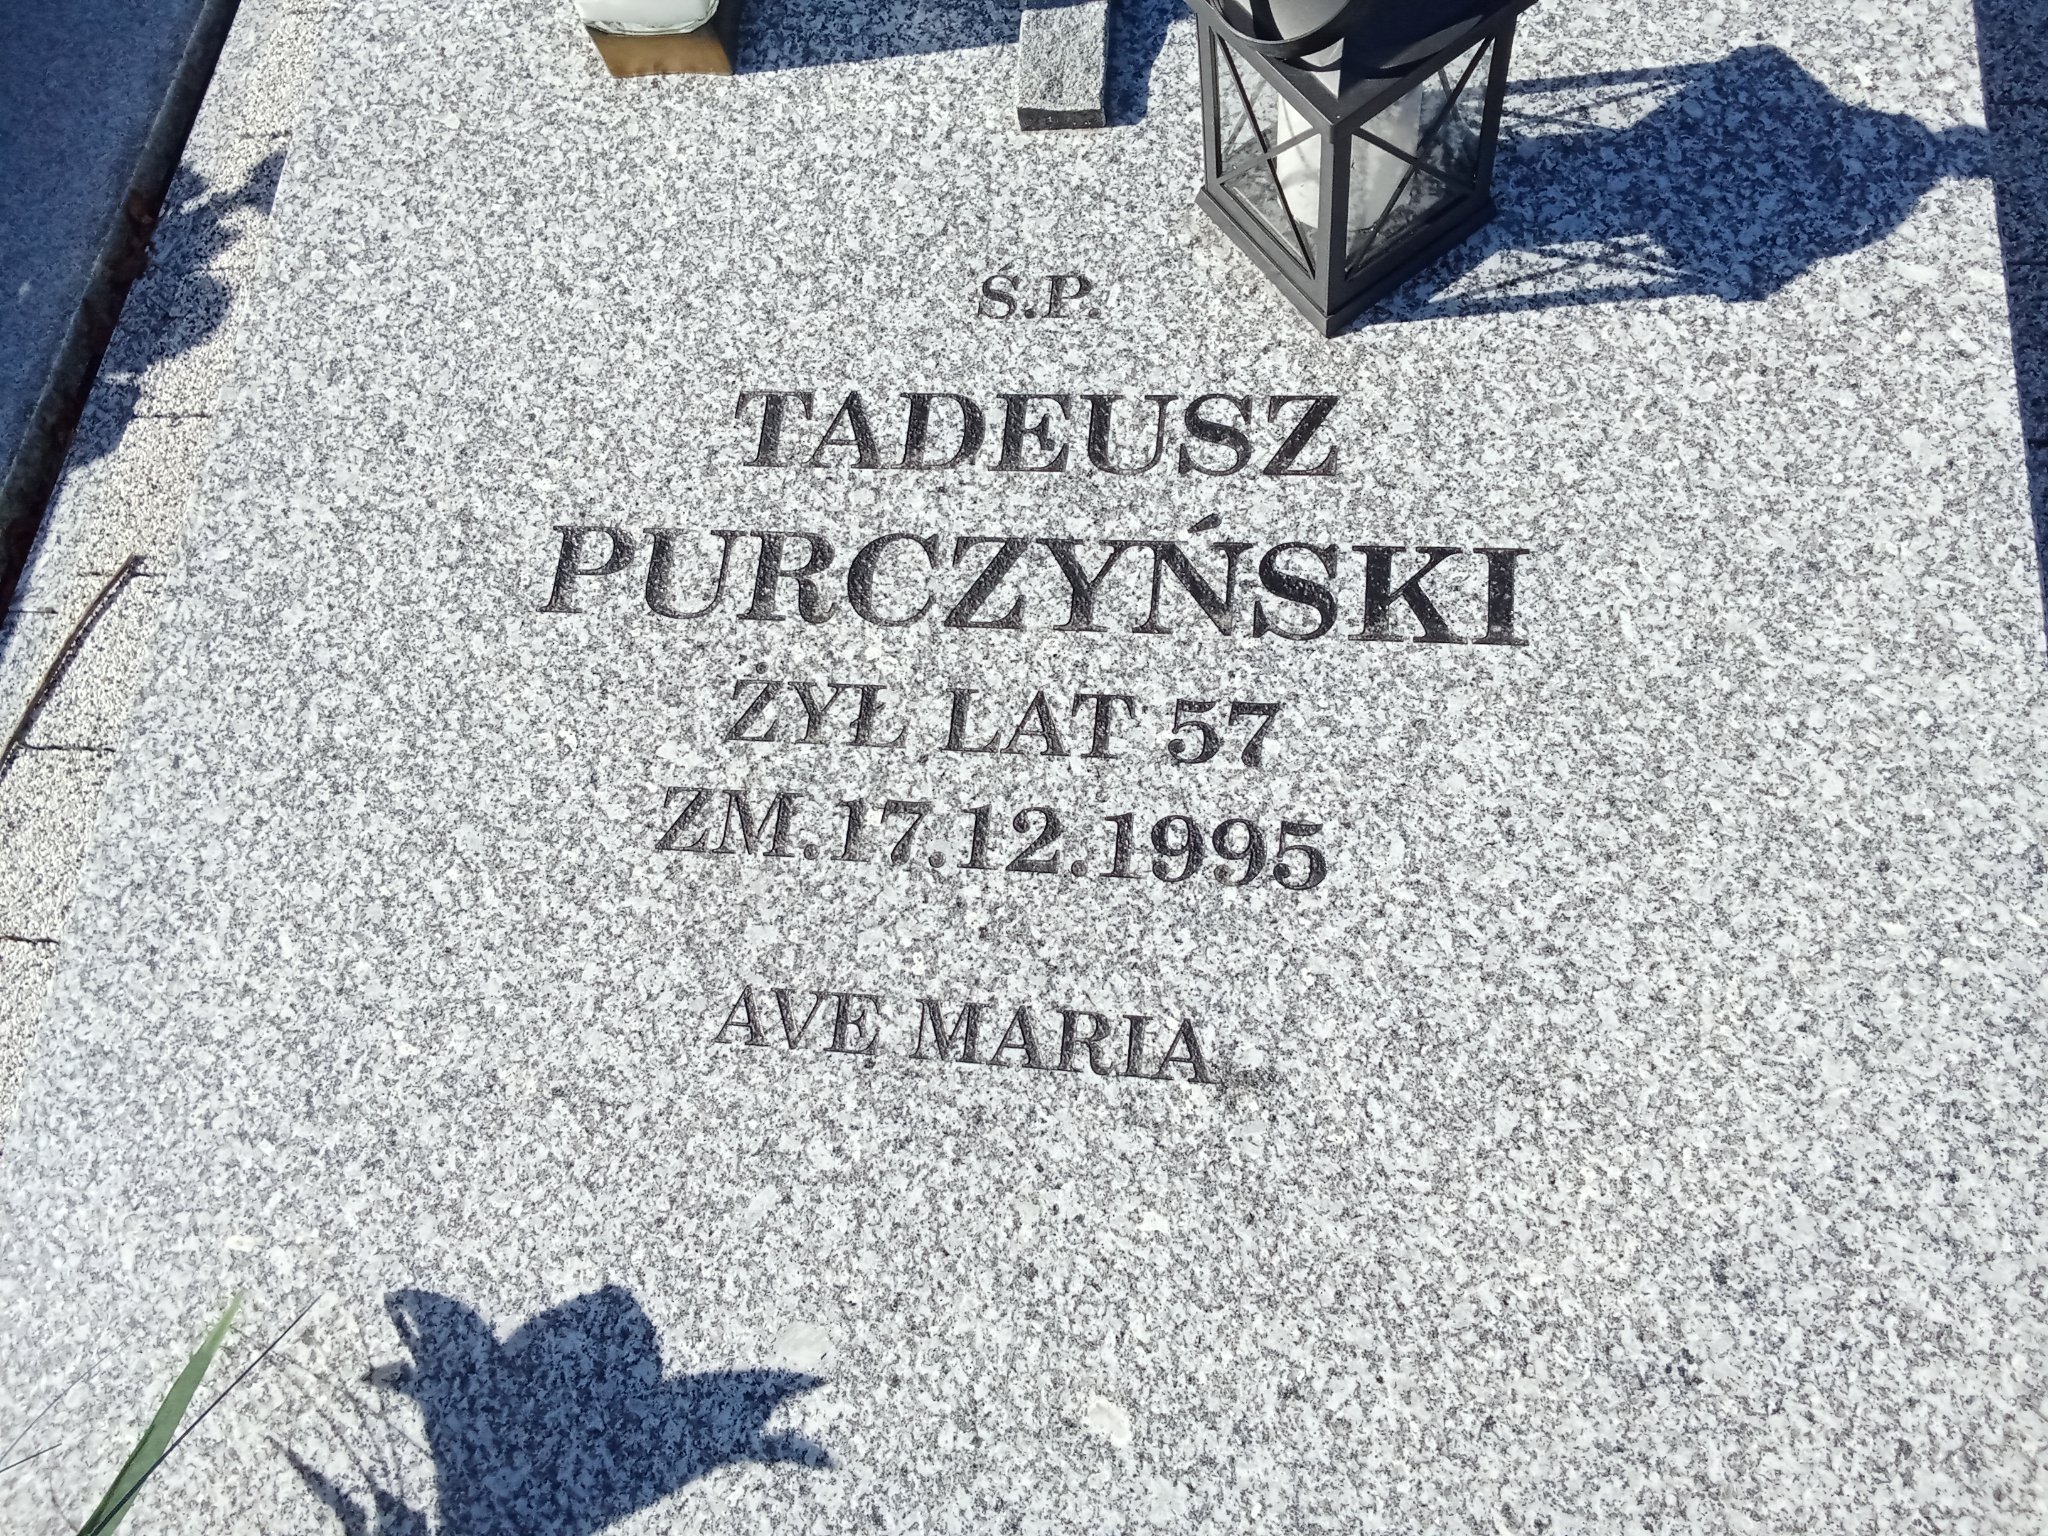 Ś.P.
TADEUSZ
PURCZYŃSKI
ŻYŁ LAT 57
ZM.17.12.1995
AVE MARIA